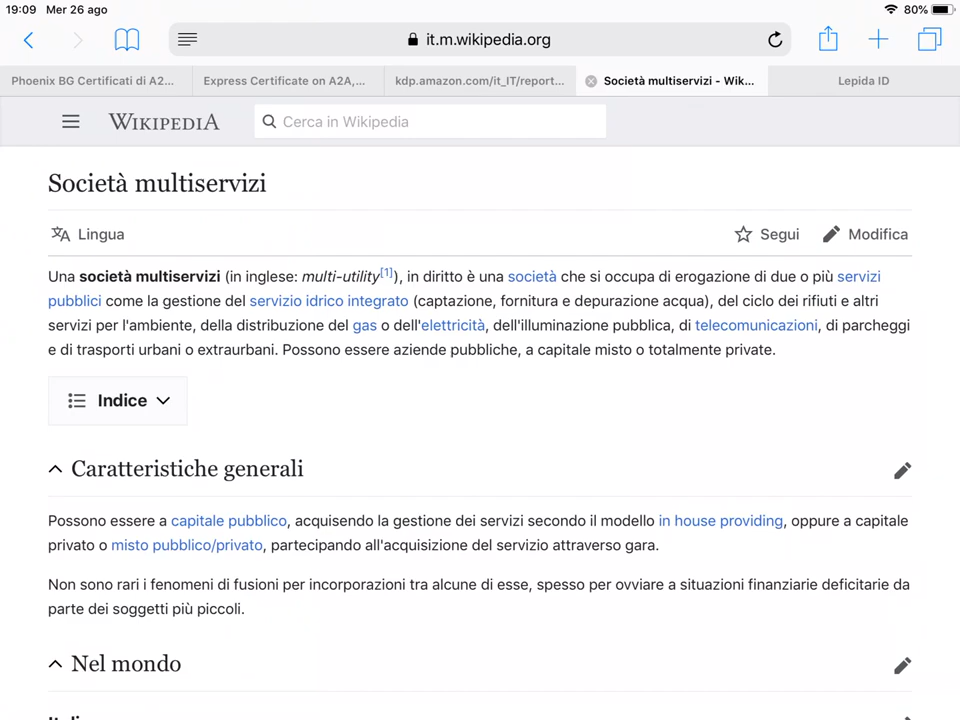 19:09 Mer 26 ago 80%
it.m.wikipedia.org
Phoenix BG Certificati di A2... Express Certificate on A2A,... kdp.amazon.com/it_IT/report... Società multiservizi - Wik... Lepida ID
WIKIPEDIA Cerca in Wikipedia
Società multiservizi
Lingua Segui Modifica
Una società multiservizi (in inglese: multi-utility[1]), in diritto è una società che si occupa di erogazione di due o più servizi
pubblici come la gestione del servizio idrico integrato (captazione, fornitura e depurazione acqua), del ciclo dei rifiuti e altri
servizi per l'ambiente, della distribuzione del gas o dell'elettricità, dell'illuminazione pubblica, di telecomunicazioni, di parcheggi
e di trasporti urbani o extraurbani. Possono essere aziende pubbliche, a capitale misto o totalmente private.
Indice
Caratteristiche generali
Possono essere a capitale pubblico, acquisendo la gestione dei servizi secondo il modello in house providing, oppure a capitale
privato o misto pubblico/privato, partecipando all'acquisizione del servizio attraverso gara.
Non sono rari i fenomeni di fusioni per incorporazioni tra alcune di esse, spesso per ovviare a situazioni finanziarie deficitarie da
parte dei soggetti più piccoli.
Nel mondo